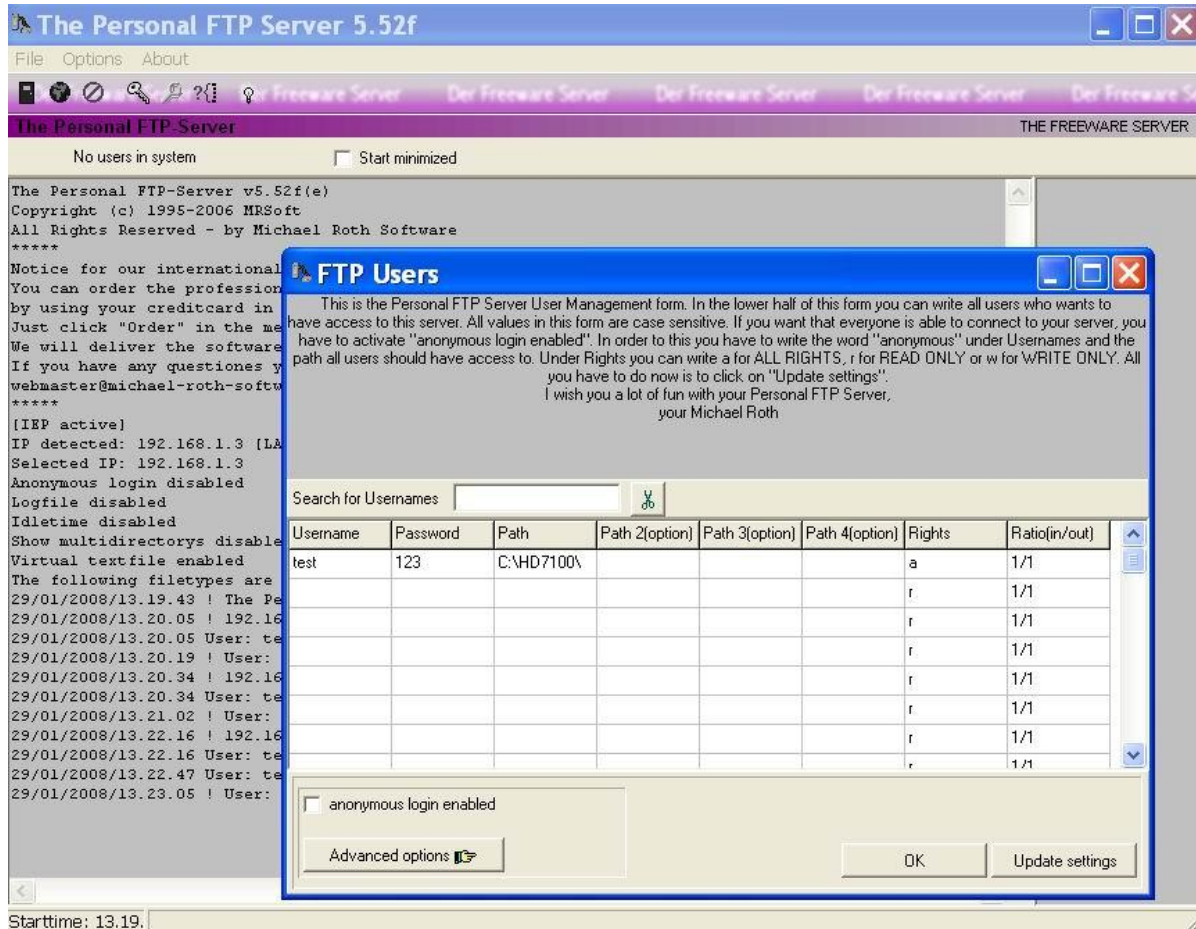 The Personal FTP Server 5.52f
File Options About
?{} Freeware Server Der Freeware Server Der Freeware Server Der Freeware Server Der Freeware Se
The Personal FTP-Server THE FREEWARE SERVER
No users in system Start minimized
The Personal FTP-Server v5.52f(e)
Copyright (c) 1995-2006 MRSoft
All Rights Reserved - by Michael Roth Software
*****
Notice for our international
You can order the profession
by using your creditcard in
Just click "Order" in the me
We will deliver the software
If you have any questiones y
webmaster@michael-roth-softw
*****
[IEP active]
IP detected: 192.168.1.3 [LA
Selected IP: 192.168.1.3
Anonymous login disabled
Logfile disabled
Idletime disabled
Show multidirectorys disable
Virtual textfile enabled
The following filetypes are
29/01/2008/13.19.43 ! The Pe
29/01/2008/13.20.05 ! 192.16
29/01/2008/13.20.05 User: te
29/01/2008/13.20.19 ! User:
29/01/2008/13.20.34 ! 192.16
29/01/2008/13.20.34 User: te
29/01/2008/13.21.02 ! User:
29/01/2008/13.22.16 ! 192.16
29/01/2008/13.22.16 User: te
29/01/2008/13.22.47 User: te
29/01/2008/13.23.05 ! User:
FTP Users
This is the Personal FTP Server User Management form. In the lower half of this form you can write all users who wants to
have access to this server. All values in this form are case sensitive. If you want that everyone is able to connect to your server, you
have to activate "anonymous login enabled". In order to this you have to write the word "anonymous" under Usernames and the
path all users should have access to. Under Rights you can write a for ALL RIGHTS, r for READ ONLY or w for WRITE ONLY. All
you have to do now is to click on "Update settings".
I wish you a lot of fun with your Personal FTP Server,
your Michael Roth
Search for Usernames
Username Password Path Path 2(option) Path 3(option) Path 4(option) Rights Ratio(in/out)
test 123 C:\HD7100\ a 1/1
r 1/1
r 1/1
r 1/1
r 1/1
r 1/1
r 1/1
r 1/1
anonymous login enabled
Advanced options OK Update settings
Starttime: 13.19.